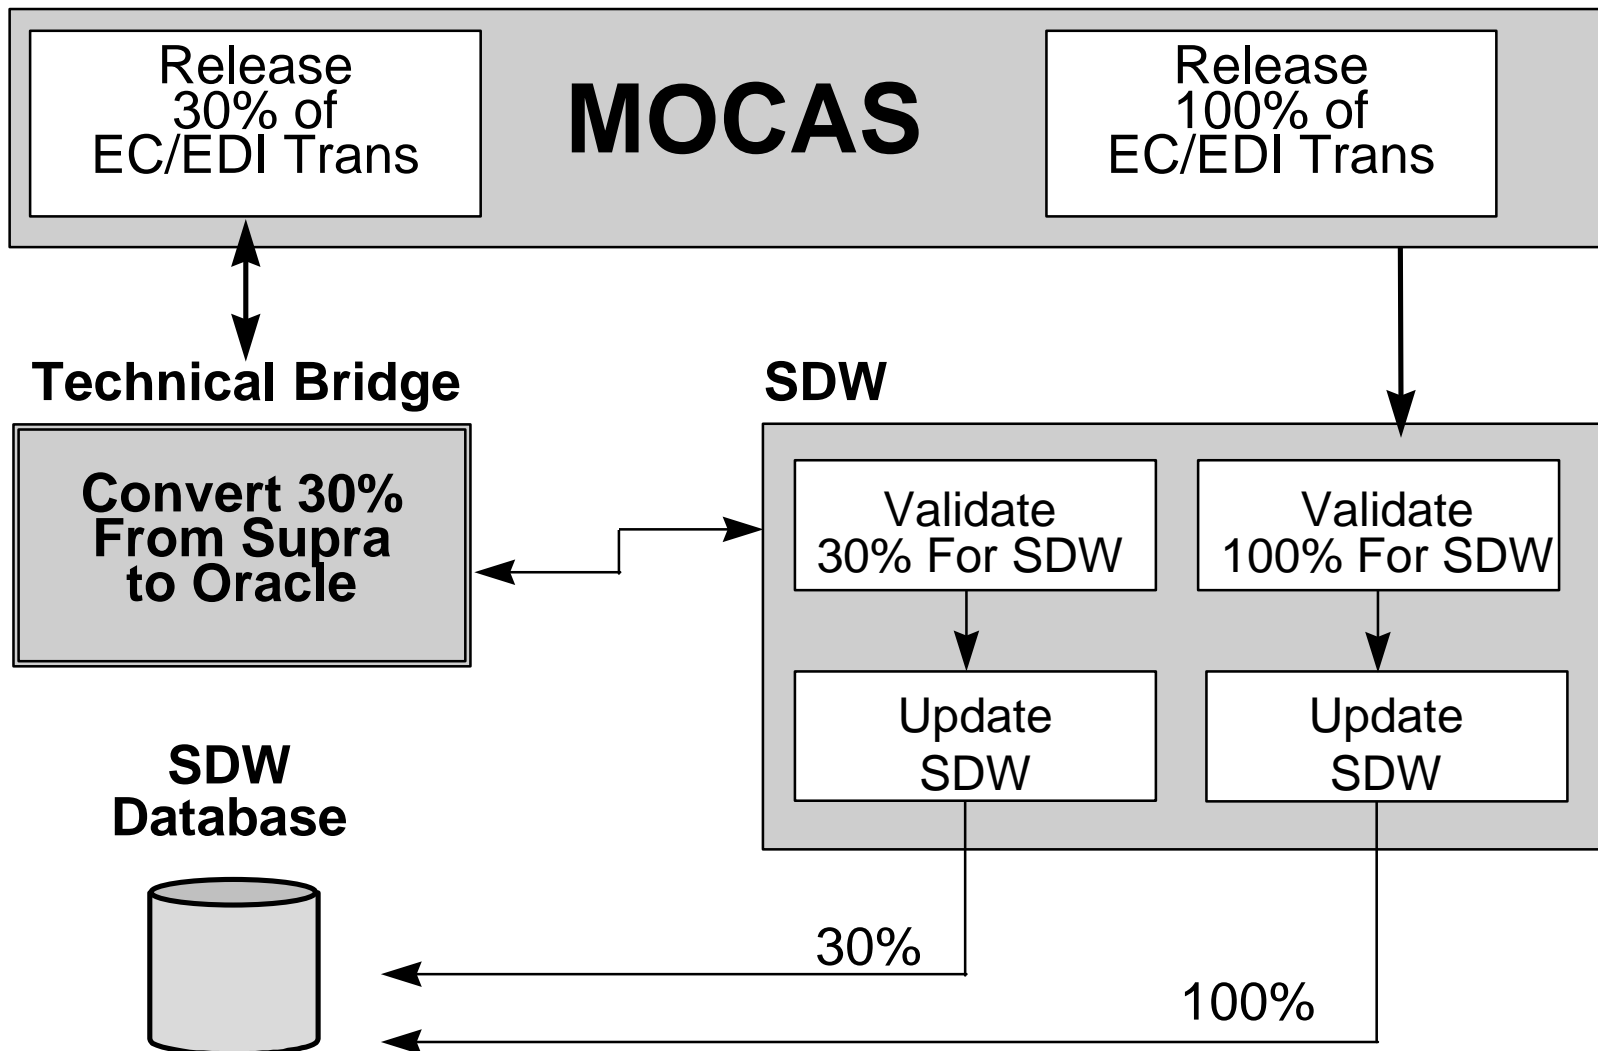 Release
30% of
EC/EDI Trans
MOCAS
Release
100% of
EC/EDI Trans
Technical Bridge
SDW
Convert 30%
From Supra
to Oracle
Validate
30% For SDW
Validate
100% For SDW
Update
SDW
Update
SDW
SDW
Database
30%
100%